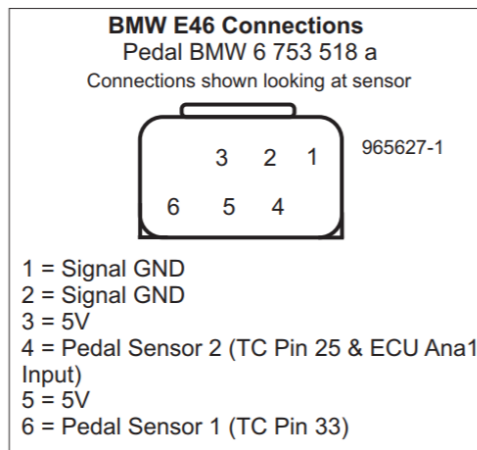 BMW E46 Connections
Pedal BMW 6 753 518 a
Connections shown looking at sensor
965627-1
3 2 1
6 5 4
1 = Signal GND
2 = Signal GND
3 = 5V
4 = Pedal Sensor 2 (TC Pin 25 & ECU Ana1
Input)
5 = 5V
6 = Pedal Sensor 1 (TC Pin 33)